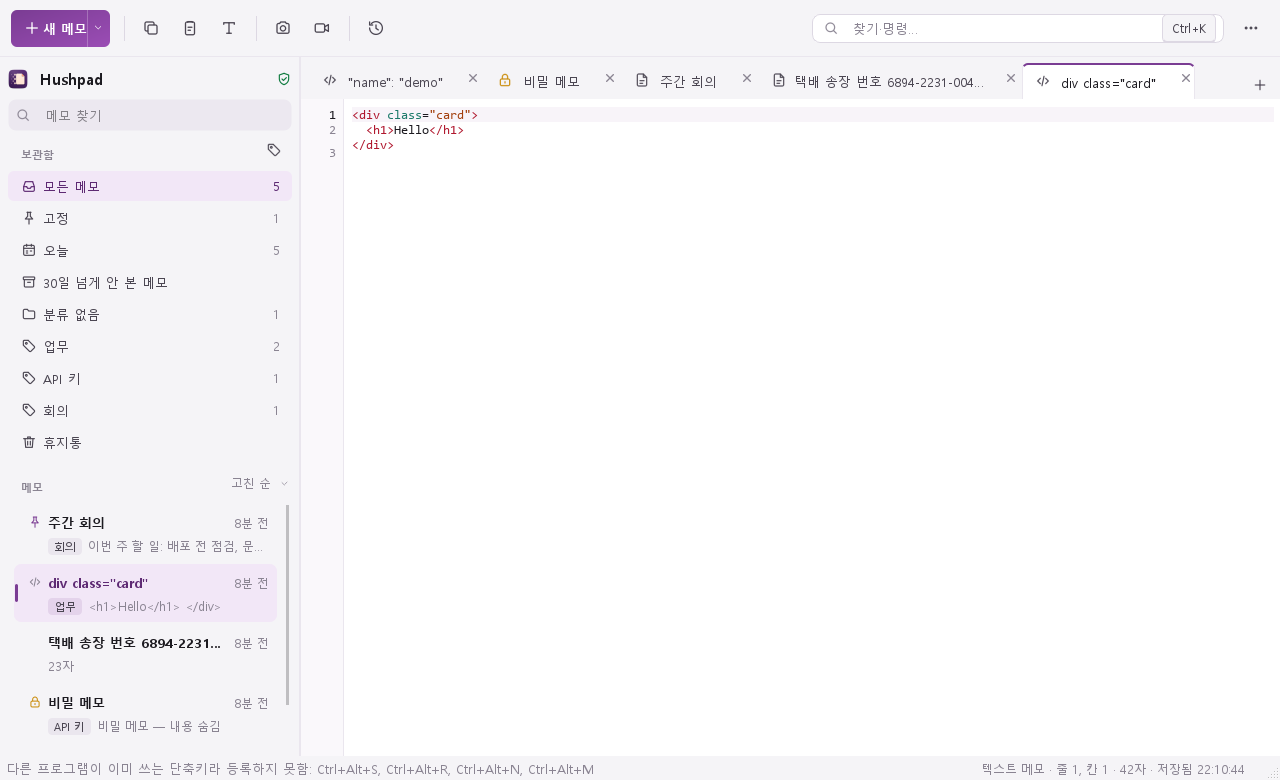 새 메모
찾기·명령...
Ctrl+K
Hushpad
메모 찾기
보관함
모든 메모 5
고정 1
오늘 5
30일 넘게 안 본 메모
분류 없음 1
업무 2
API 키 1
회의 1
휴지통
메모
고친 순
주간 회의 8분 전
회의 이번 주 할 일: 배포 전 점검, 문...
div class="card" 8분 전
업무 <h1>Hello</h1> </div>
택배 송장 번호 6894-2231... 8분 전
23자
비밀 메모 8분 전
API 키 비밀 메모 — 내용 숨김
"name": "demo"
비밀 메모
주간 회의
택배 송장 번호 6894-2231-004...
div class="card"
1 <div class="card">
2 <h1>Hello</h1>
3 </div>
다른 프로그램이 이미 쓰는 단축키라 등록하지 못함: Ctrl+Alt+S, Ctrl+Alt+R, Ctrl+Alt+N, Ctrl+Alt+M
텍스트 메모 · 줄 1, 칸 1 · 42자 · 저장됨 22:10:44